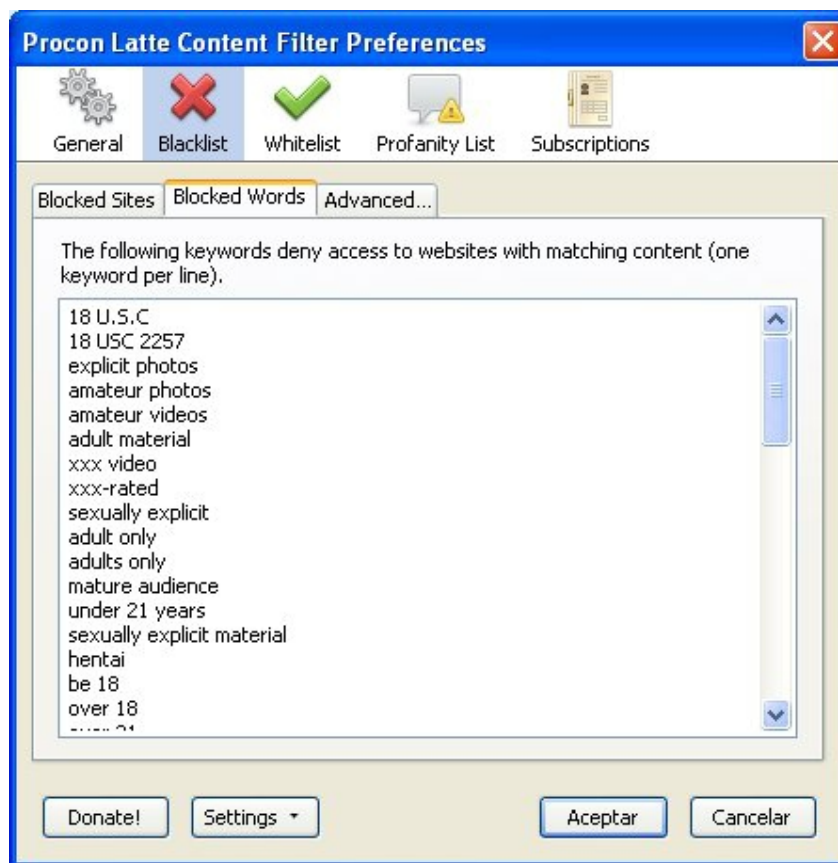 Procon Latte Content Filter Preferences
General Blacklist Whitelist Profanity List Subscriptions
Blocked Sites Blocked Words Advanced...
The following keywords deny access to websites with matching content (one
keyword per line).
18 U.S.C
18 USC 2257
explicit photos
amateur photos
amateur videos
adult material
xxx video
xxx-rated
sexually explicit
adult only
adults only
mature audience
under 21 years
sexually explicit material
hentai
be 18
over 18
Donate! Settings Aceptar Cancelar